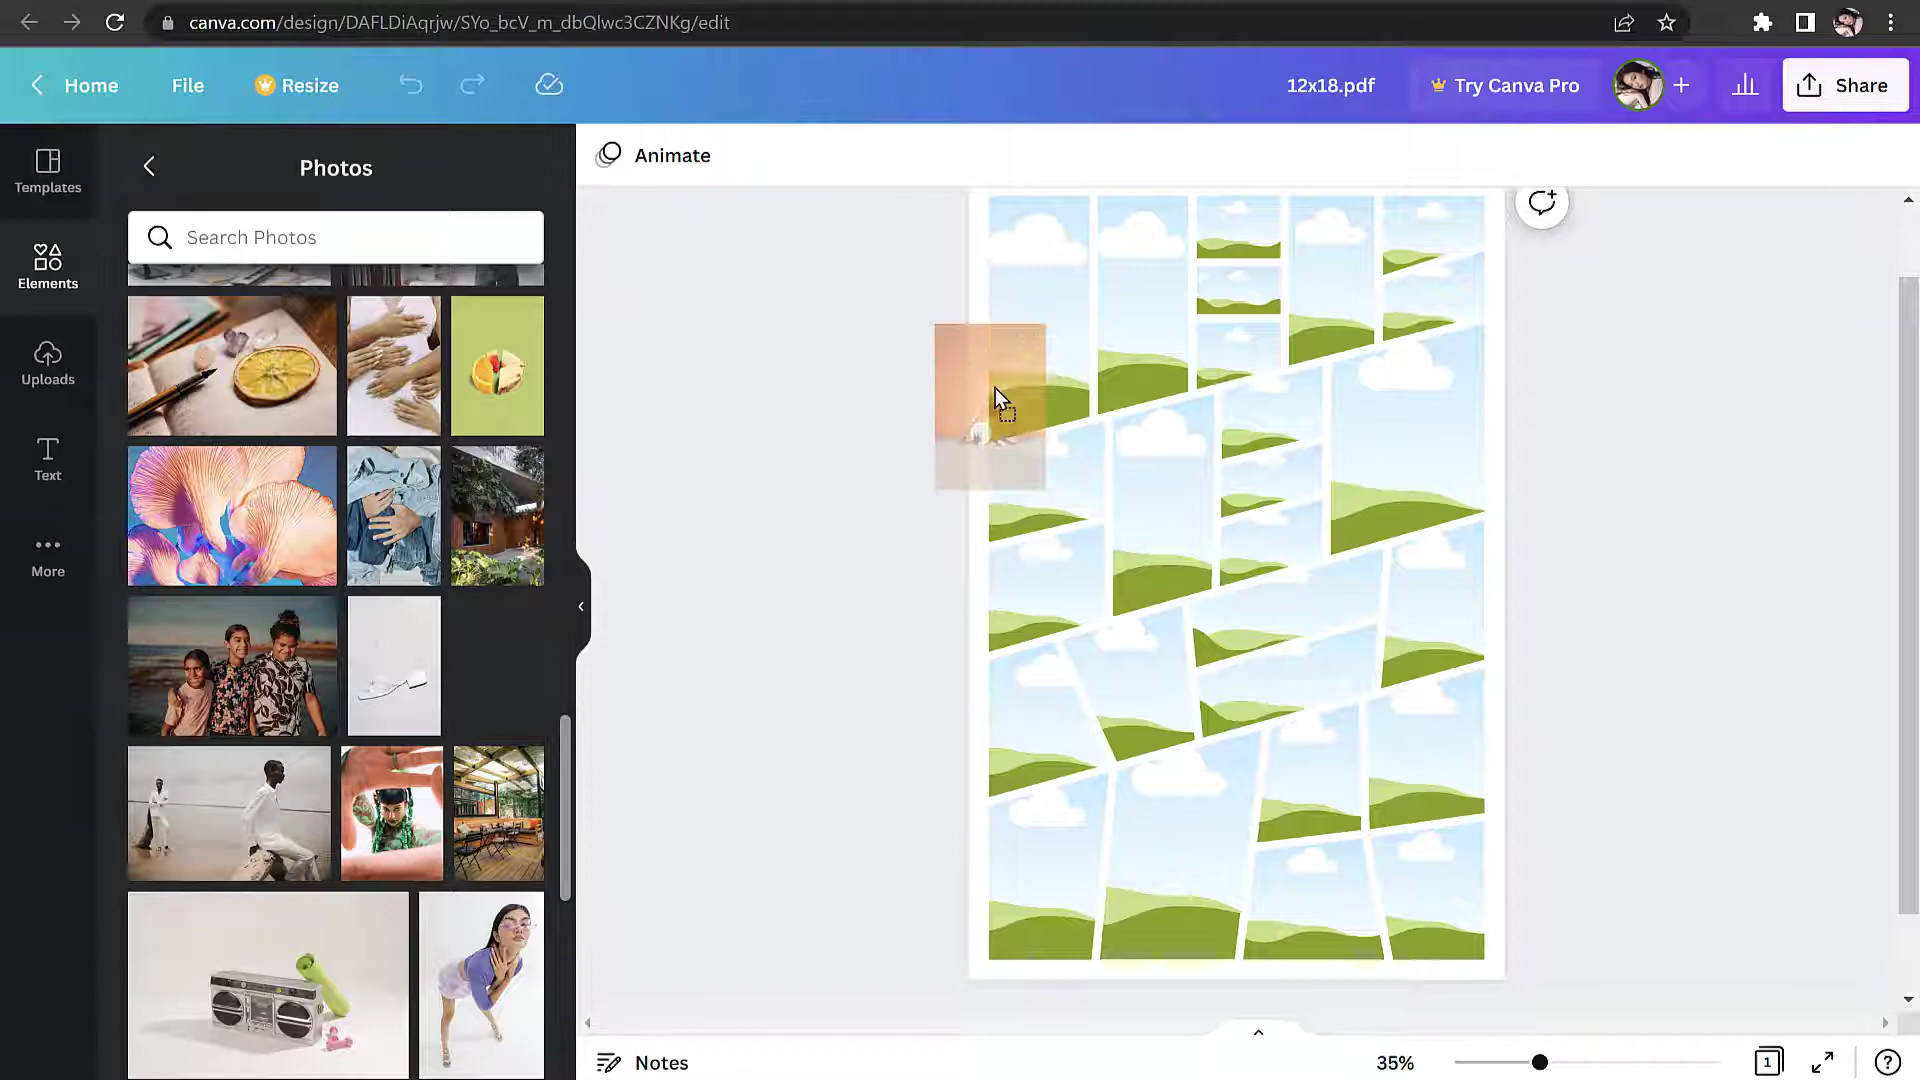 canva.com/design/DAFLDiAqrjw/SYo_bcV_m_dbQlwc3CZNKg/edit
Home
File
Resize
12x18.pdf
Try Canva Pro
Share
Templates
Elements
Uploads
Text
More
Photos
Search Photos
Animate
Notes
35%
1